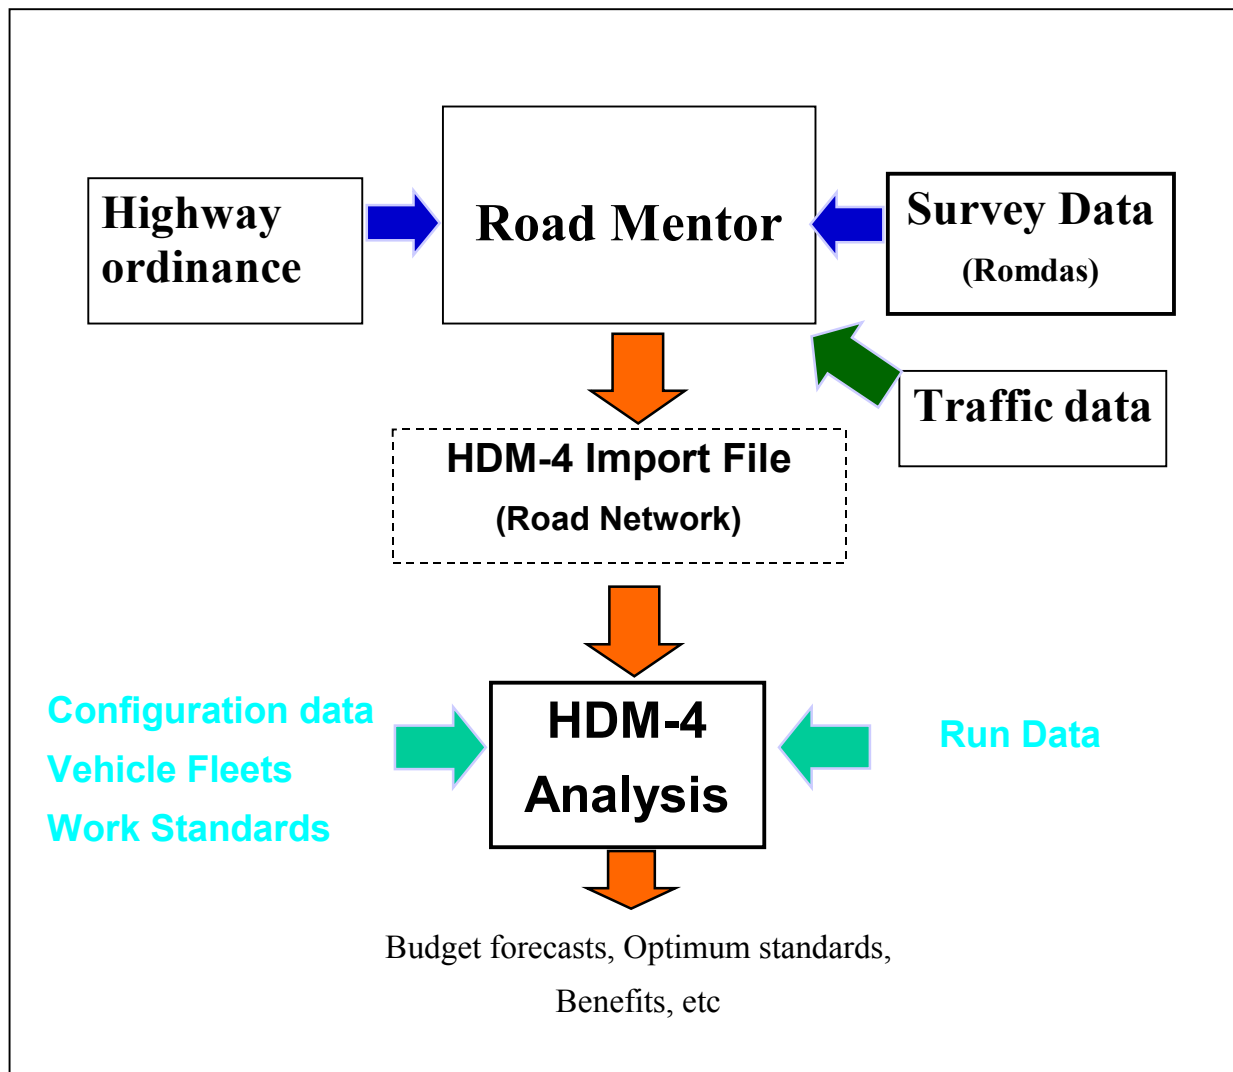 Highway
ordinance
Road Mentor
Survey Data
(Romdas)
Traffic data
HDM-4 Import File
(Road Network)
Configuration data
Vehicle Fleets
Work Standards
HDM-4
Analysis
Run Data
Budget forecasts, Optimum standards,
Benefits, etc